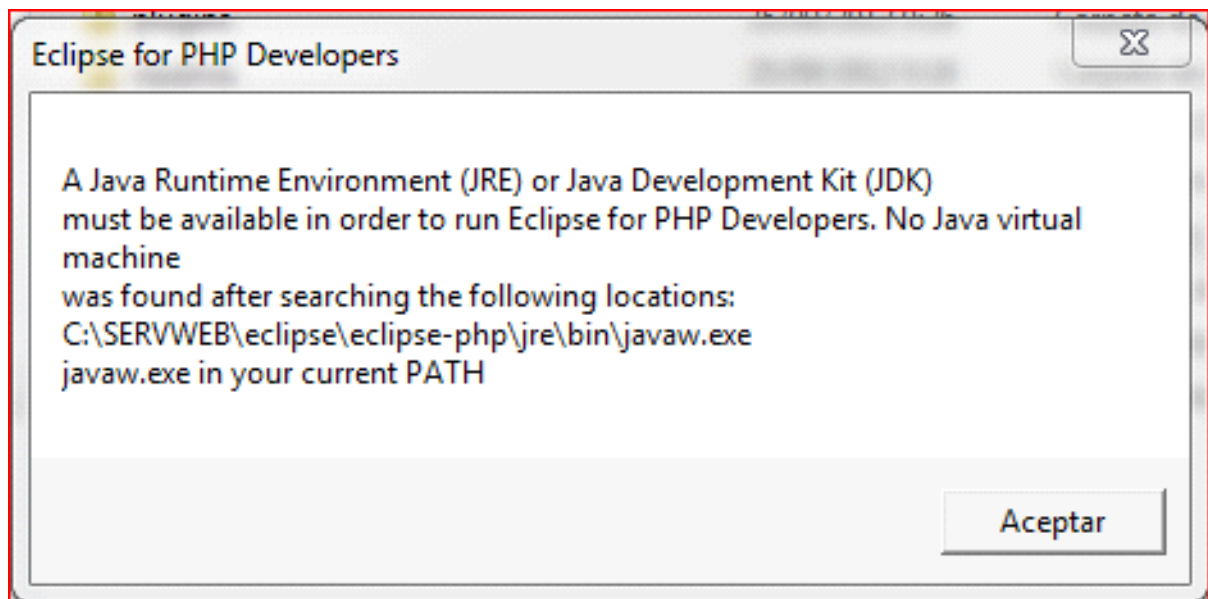 Eclipse for PHP Developers
A Java Runtime Environment (JRE) or Java Development Kit (JDK)
must be available in order to run Eclipse for PHP Developers. No Java virtual
machine
was found after searching the following locations:
C:\SERVWEB\eclipse\eclipse-php\jre\bin\javaw.exe
javaw.exe in your current PATH
Aceptar